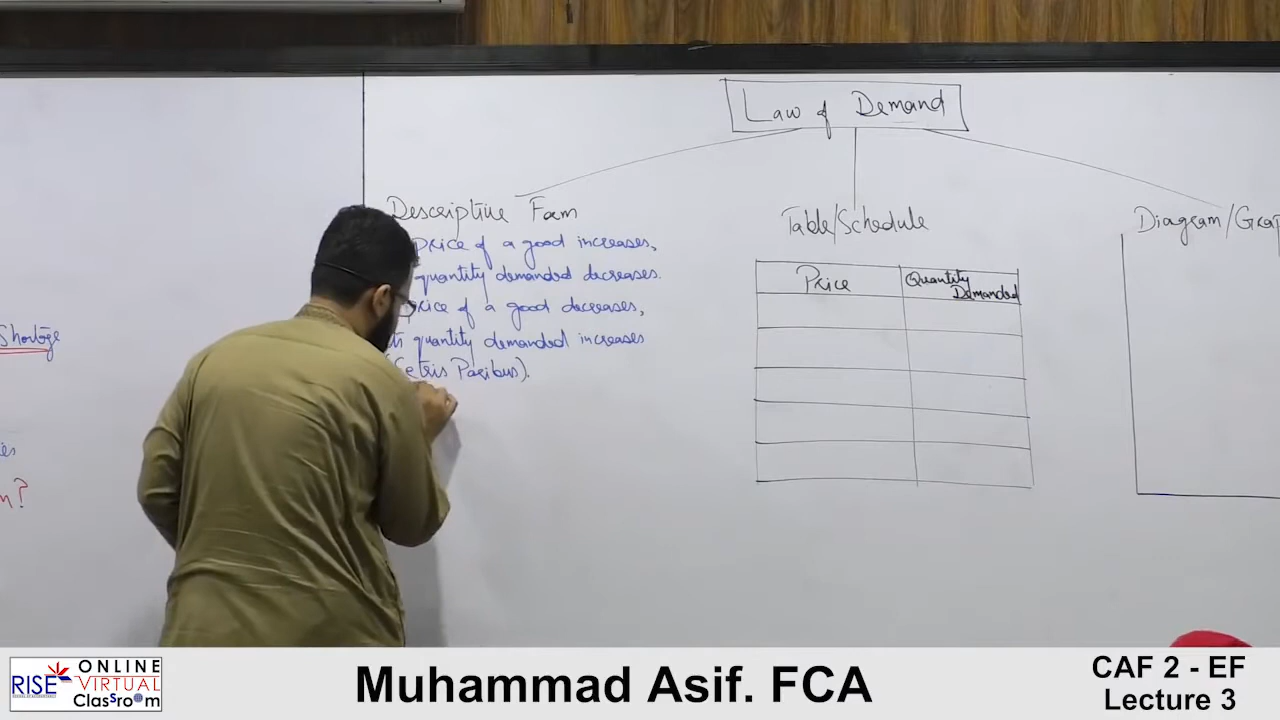 Law of Demand
Descriptive Form
price of a good increases,
quantity demanded decreases.
price of a good decreases,
its quantity demanded increases
(Cetris Paribus).
Table/Schedule
Price
Quantity
Demanded
Diagram/Grap
Shortage
RISE
ONLINE
VIRTUAL
Classroom
Muhammad Asif. FCA
CAF 2 - EF
Lecture 3